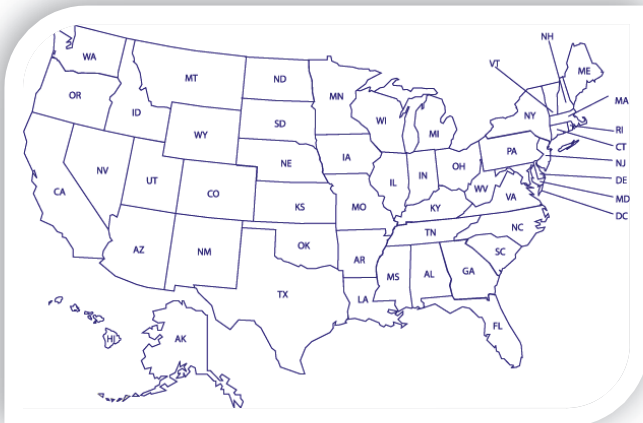 NH
WA
VT
ME
MT
ND
MN
OR
MA
ID
WI
NY
SD
MI
RI
WY
CT
PA
IA
NE
OH
NJ
NV
IL
IN
UT
DE
CA
CO
WV
VA
MD
KS
MO
KY
DC
NC
TN
AZ
OK
NM
AR
SC
MS
AL
GA
TX
LA
FL
HI
AK